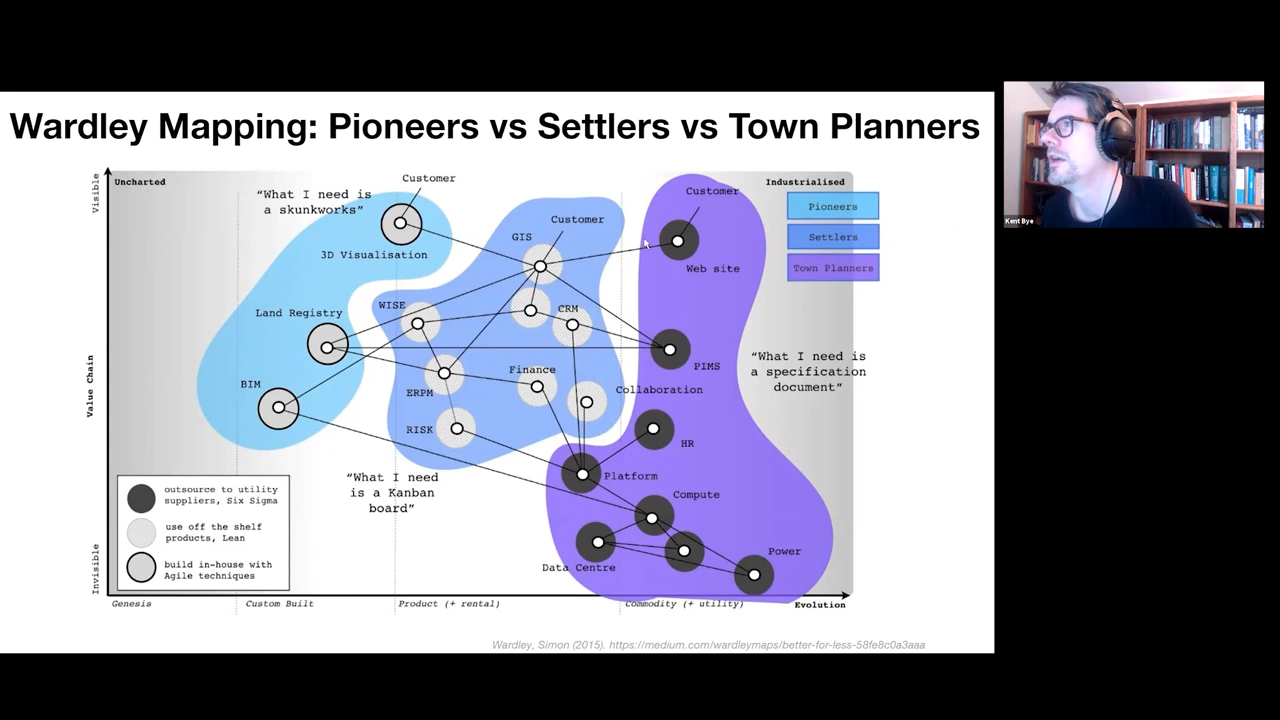 Wardley Mapping: Pioneers vs Settlers vs Town Planners
Kent Bye
Visible
Value Chain
Invisible
Uncharted
Industrialised
"What I need is
a skunkworks"
Customer
3D Visualisation
Land Registry
BIM
Customer
GIS
WISE
CRM
ERPM
Finance
RISK
Collaboration
Customer
Web site
PIMS
HR
Platform
Compute
Data Centre
Power
Pioneers
Settlers
Town Planners
"What I need is
a specification
document"
"What I need
is a Kanban
board"
outsource to utility
suppliers, Six Sigma
use off the shelf
products, Lean
build in-house with
Agile techniques
Genesis
Custom Built
Product (+ rental)
Commodity (+ utility)
Evolution
Wardley, Simon (2015). https://medium.com/wardleymaps/better-for-less-58fe8c0a3aaa